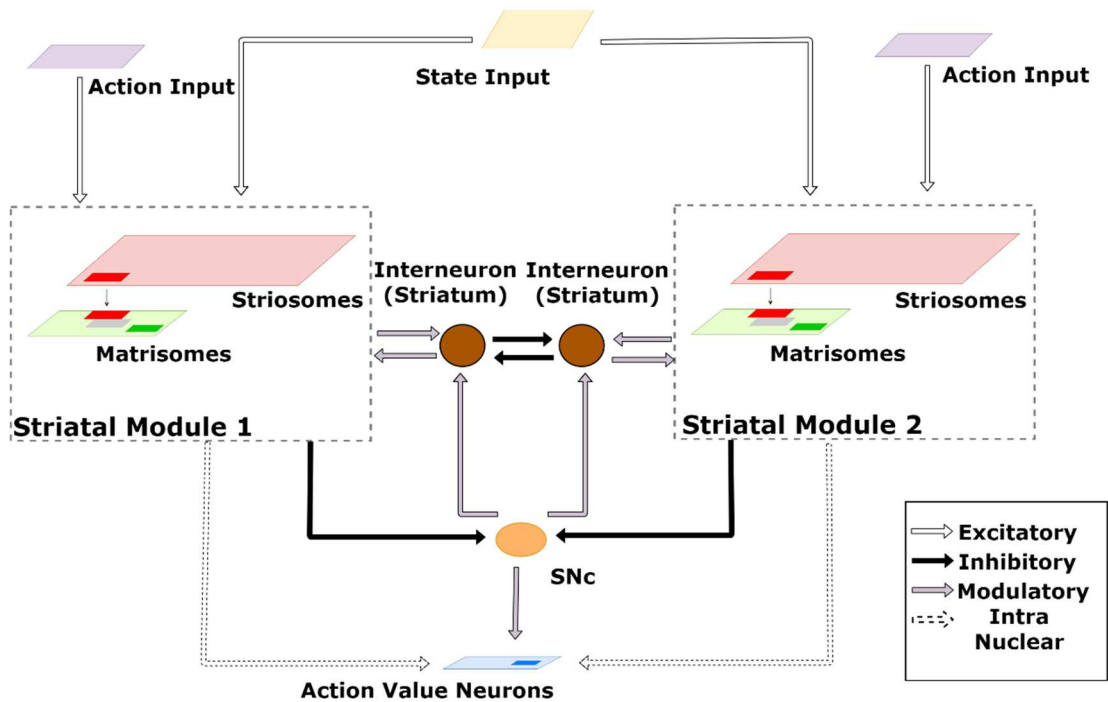 Action Input
State Input
Action Input
Interneuron
(Striatum)
Interneuron
(Striatum)
Striosomes
Matrisomes
Striatal Module 1
Striosomes
Matrisomes
Striatal Module 2
SNc
Action Value Neurons
Excitatory
Inhibitory
Modulatory
Intra
Nuclear